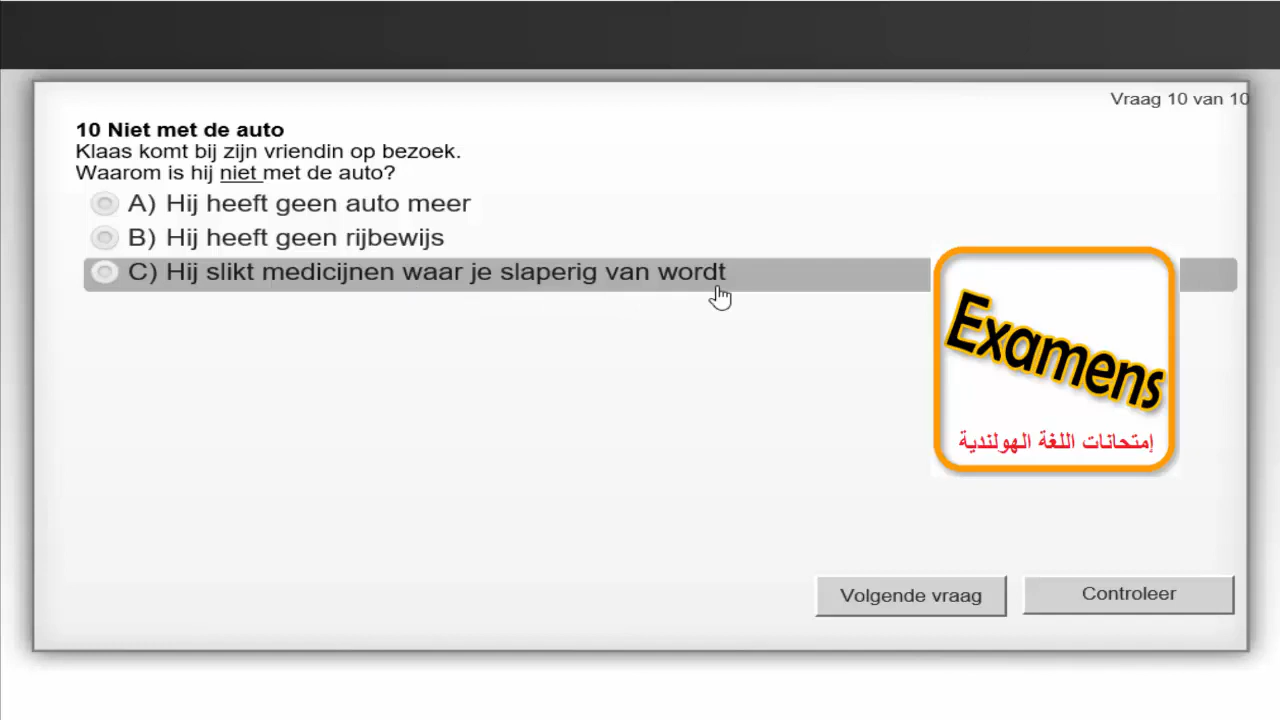 Vraag 10 van 10
10 Niet met de auto
Klaas komt bij zijn vriendin op bezoek.
Waarom is hij niet met de auto?
A) Hij heeft geen auto meer
B) Hij heeft geen rijbewijs
C) Hij slikt medicijnen waar je slaperig van wordt
Examens
إمتحانات اللغة الهولندية
Volgende vraag
Controleer